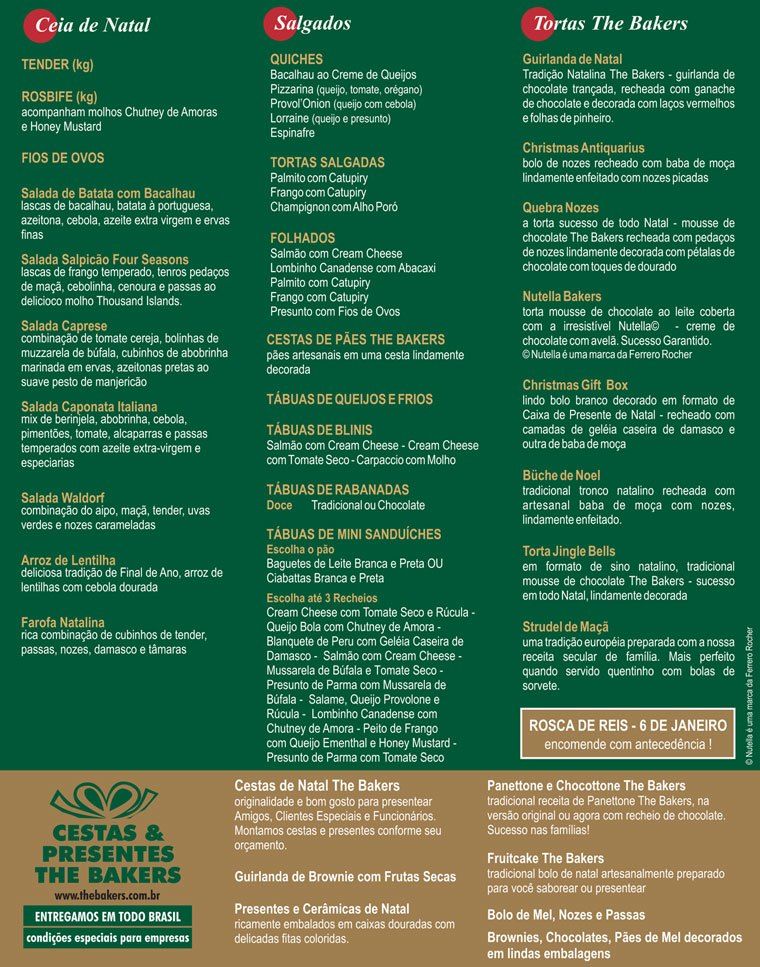 Ceia de Natal
TENDER (kg)
ROSBIFE (kg)
acompanham molhos Chutney de Amoras
e Honey Mustard
FIOS DE OVOS
Salada de Batata com Bacalhau
lascas de bacalhau, batata à portuguesa,
azeitona, cebola, azeite extra virgem e ervas
finas
Salada Salpicão Four Seasons
lascas de frango temperado, tenros pedaços
de maçã, cebolinha, cenoura e passas ao
delicioco molho Thousand Islands.
Salada Caprese
combinação de tomate cereja, bolinhas de
muzzarela de búfala, cubinhos de abobrinha
marinada em ervas, azeitonas pretas ao
suave pesto de manjericão
Salada Caponata Italiana
mix de berinjela, abobrinha, cebola,
pimentões, tomate, alcaparras e passas
temperados com azeite extra-virgem e
especiarias
Salada Waldorf
combinação do aipo, maçã, tender, uvas
verdes e nozes carameladas
Arroz de Lentilha
deliciosa tradição de Final de Ano, arroz de
lentilhas com cebola dourada
Farofa Natalina
rica combinação de cubinhos de tender,
passas, nozes, damasco e tâmaras
Salgados
QUICHES
Bacalhau ao Creme de Queijos
Pizzarina (queijo, tomate, orégano)
Provol'Onion (queijo com cebola)
Lorraine (queijo e presunto)
Espinafre
TORTAS SALGADAS
Palmito com Catupiry
Frango com Catupiry
Champignon com Alho Poró
FOLHADOS
Salmão com Cream Cheese
Lombinho Canadense com Abacaxi
Palmito com Catupiry
Frango com Catupiry
Presunto com Fios de Ovos
CESTAS DE PÃES THE BAKERS
pães artesanais em uma cesta lindamente
decorada
TÁBUAS DE QUEIJOS E FRIOS
TÁBUAS DE BLINIS
Salmão com Cream Cheese - Cream Cheese
com Tomate Seco - Carpaccio com Molho
TÁBUAS DE RABANADAS
Doce Tradicional ou Chocolate
TÁBUAS DE MINI SANDUÍCHES
Escolha o pão
Baguetes de Leite Branca e Preta OU
Ciabattas Branca e Preta
Escolha até 3 Recheios
Cream Cheese com Tomate Seco e Rúcula -
Queijo Bola com Chutney de Amora -
Blanquete de Peru com Geléia Caseira de
Damasco - Salmão com Cream Cheese -
Mussarela de Búfala e Tomate Seco -
Presunto de Parma com Mussarela de
Búfala - Salame, Queijo Provolone e
Rúcula - Lombinho Canadense com
Chutney de Amora - Peito de Frango
com Queijo Ementhal e Honey Mustard -
Presunto de Parma com Tomate Seco
Tortas The Bakers
Guirlanda de Natal
Tradição Natalina The Bakers - guirlanda de
chocolate trançada, recheada com ganache
de chocolate e decorada com laços vermelhos
e folhas de pinheiro.
Christmas Antiquarius
bolo de nozes recheado com baba de moça
lindamente enfeitado com nozes picadas
Quebra Nozes
a torta sucesso de todo Natal - mousse de
chocolate The Bakers recheada com pedaços
de nozes lindamente decorada com pétalas de
chocolate com toques de dourado
Nutella Bakers
torta mousse de chocolate ao leite coberta
com a irresistível Nutella© - creme de
chocolate com avelã. Sucesso Garantido.
© Nutella é uma marca da Ferrero Rocher
Christmas Gift Box
lindo bolo branco decorado em formato de
Caixa de Presente de Natal - recheado com
camadas de geléia caseira de damasco e
outra de baba de moça
Büche de Noel
tradicional tronco natalino recheada com
artesanal baba de moça com nozes,
lindamente enfeitado.
Torta Jingle Bells
em formato de sino natalino, tradicional
mousse de chocolate The Bakers - sucesso
em todo Natal, lindamente decorada
Strudel de Maçã
uma tradição européia preparada com a nossa
receita secular de família. Mais perfeito
quando servido quentinho com bolas de
sorvete.
ROSCA DE REIS - 6 DE JANEIRO
encomende com antecedência !
© Nutella é uma marca da Ferrero Rocher
CESTAS &
PRESENTES
THE BAKERS
www.thebakers.com.br
ENTREGAMOS EM TODO BRASIL
condições especiais para empresas
Cestas de Natal The Bakers
originalidade e bom gosto para presentear
Amigos, Clientes Especiais e Funcionários.
Montamos cestas e presentes conforme seu
orçamento.
Guirlanda de Brownie com Frutas Secas
Presentes e Cerâmicas de Natal
ricamente embalados em caixas douradas com
delicadas fitas coloridas.
Panettone e Chocottone The Bakers
tradicional receita de Panettone The Bakers, na
versão original ou agora com recheio de chocolate.
Sucesso nas famílias!
Fruitcake The Bakers
tradicional bolo de natal artesanalmente preparado
para você saborear ou presentear
Bolo de Mel, Nozes e Passas
Brownies, Chocolates, Pães de Mel decorados
em lindas embalagens